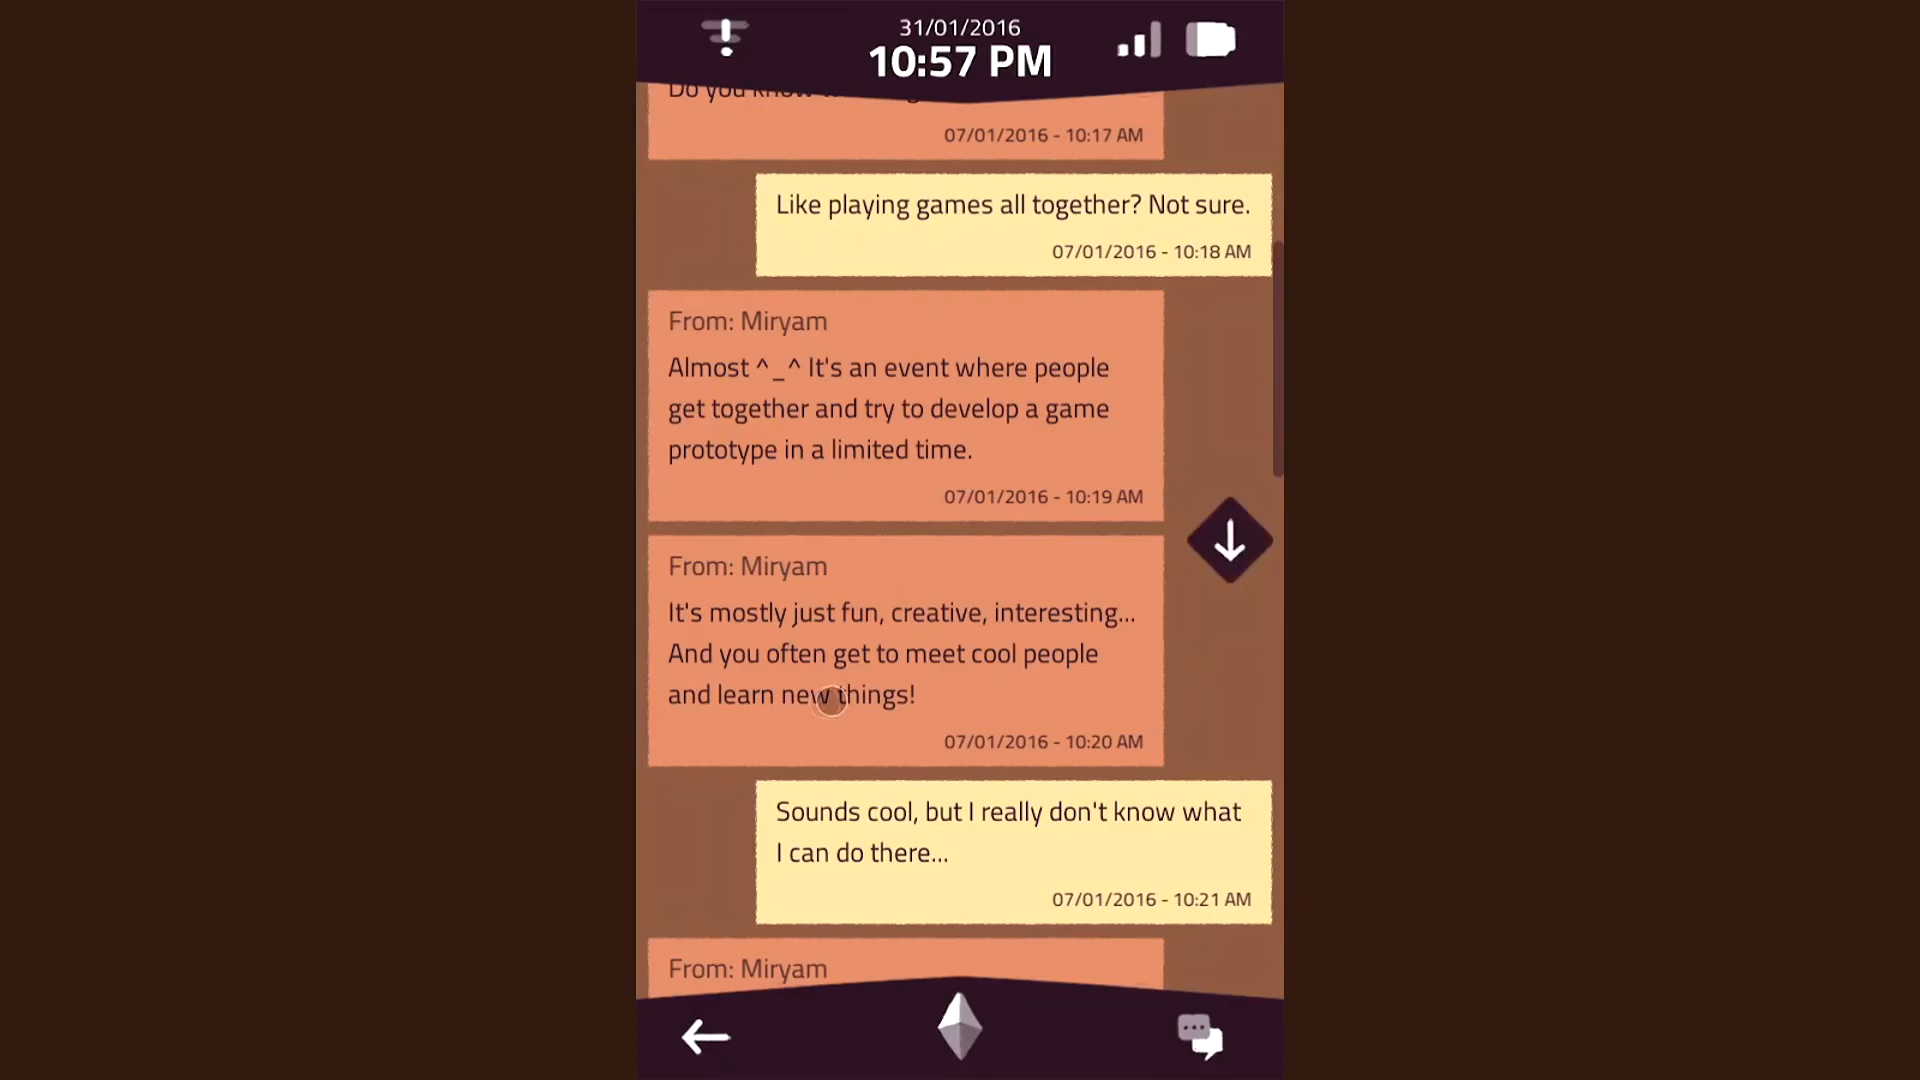 31/01/2016
10:57 PM
Do you know
07/01/2016 - 10:17 AM
Like playing games all together? Not sure.
07/01/2016 - 10:18 AM
From: Miryam
Almost ^_^ It's an event where people
get together and try to develop a game
prototype in a limited time.
07/01/2016 - 10:19 AM
From: Miryam
It's mostly just fun, creative, interesting...
And you often get to meet cool people
and learn new things!
07/01/2016 - 10:20 AM
Sounds cool, but I really don't know what
I can do there...
07/01/2016 - 10:21 AM
From: Miryam